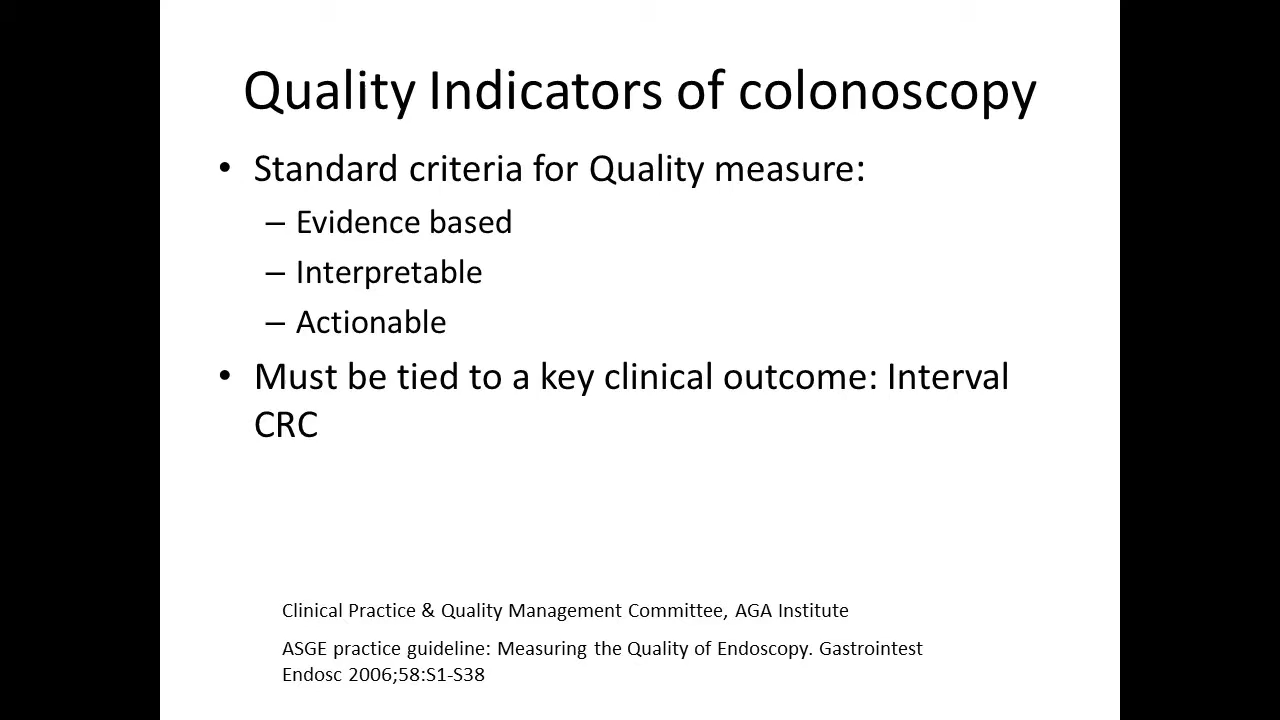 Quality Indicators of colonoscopy
• Standard criteria for Quality measure:
– Evidence based
– Interpretable
– Actionable
• Must be tied to a key clinical outcome: Interval
CRC
Clinical Practice & Quality Management Committee, AGA Institute
ASGE practice guideline: Measuring the Quality of Endoscopy. Gastrointest
Endosc 2006;58:S1-S38